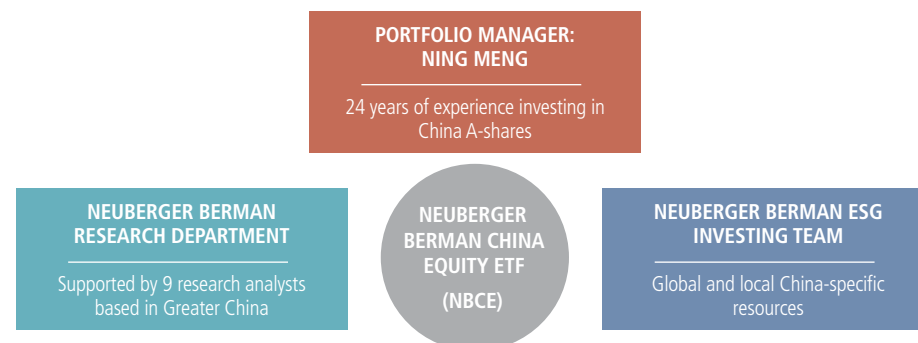 PORTFOLIO MANAGER:
NING MENG
24 years of experience investing in
China A-shares
NEUBERGER BERMAN
RESEARCH DEPARTMENT
Supported by 9 research analysts
based in Greater China
NEUBERGER
BERMAN CHINA
EQUITY ETF
(NBCE)
NEUBERGER BERMAN ESG
INVESTING TEAM
Global and local China-specific
resources